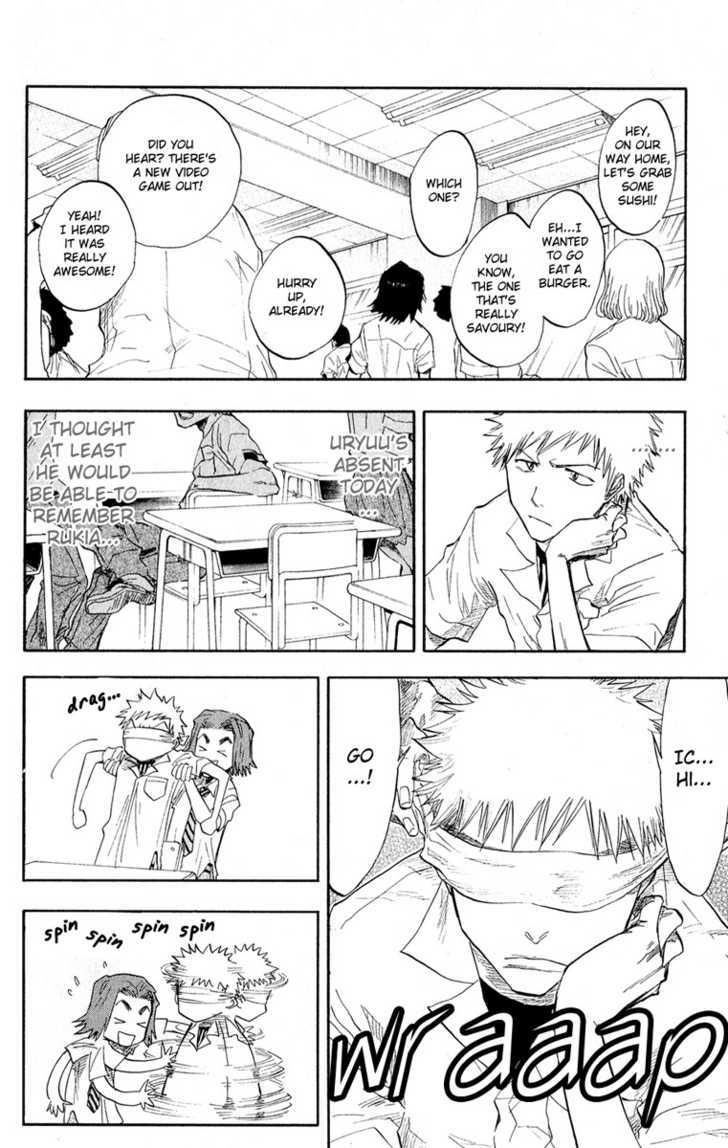 HEY,
ON OUR
WAY HOME,
LET'S GRAB
SOME
SUSHI!
EH...I
WANTED
TO GO
EAT A
BURGER.
WHICH
ONE?
YOU
KNOW,
THE ONE
THAT'S
REALLY
SAVOURY!
HURRY
UP,
ALREADY!
DID YOU
HEAR? THERE'S
A NEW VIDEO
GAME OUT!
YEAH!
I HEARD
IT WAS
REALLY
AWESOME!
........
URYUU'S
ABSENT
TODAY
...
I THOUGHT
AT LEAST
HE WOULD
BE ABLE-TO
REMEMBER
RUKIA...
IC...
HI...
GO
...!
wraaap
drag...
spin spin spin spin